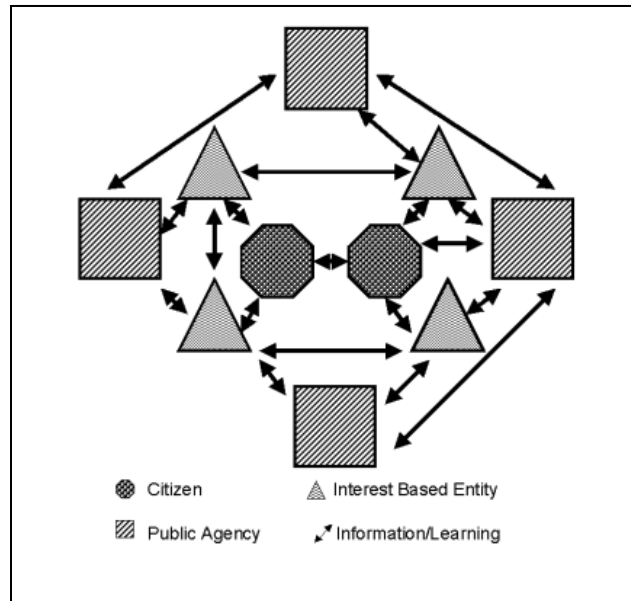 Citizen
Interest Based Entity
Public Agency
Information/Learning